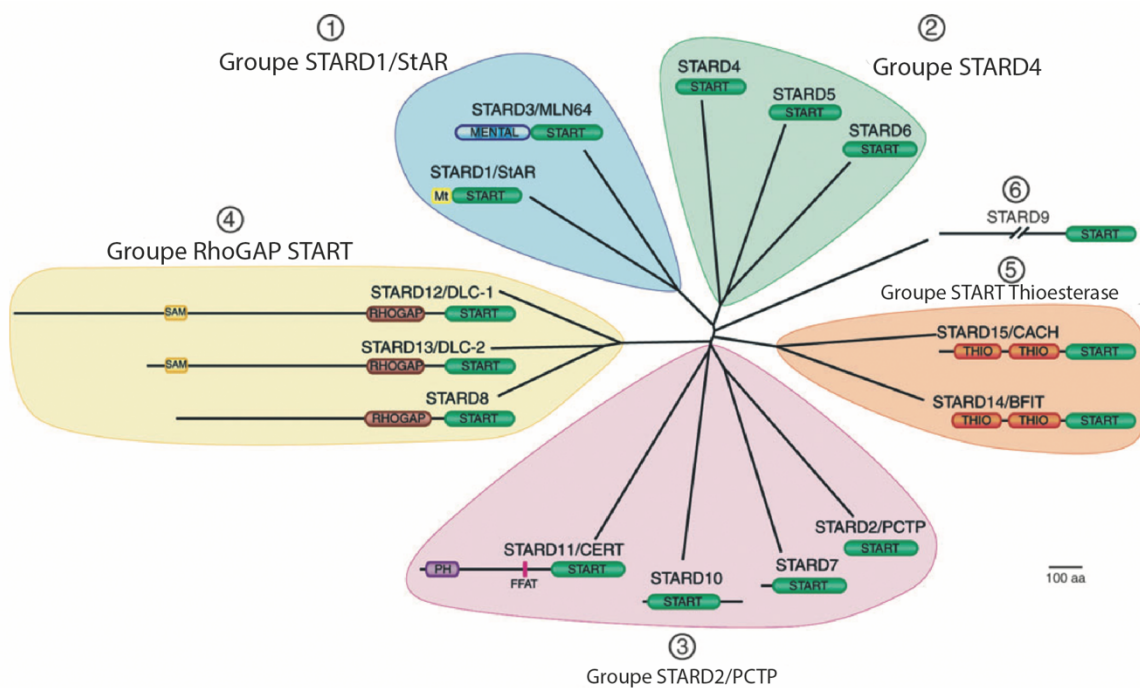 ①
Groupe STARD1/StAR
STARD3/MLN64
MENTAL START
STARD1/StAR
Mt START
②
Groupe STARD4
STARD4
START
STARD5
START
STARD6
START
⑥
STARD9
START
④
Groupe RhoGAP START
STARD12/DLC-1
SAM RHOGAP START
STARD13/DLC-2
SAM RHOGAP START
STARD8
RHOGAP START
⑤
Groupe START Thioesterase
STARD15/CACH
THIO THIO START
STARD14/BFIT
THIO THIO START
STARD11/CERT
PH FFAT START
STARD10
START
STARD7
START
STARD2/PCTP
START
100 aa
③
Groupe STARD2/PCTP